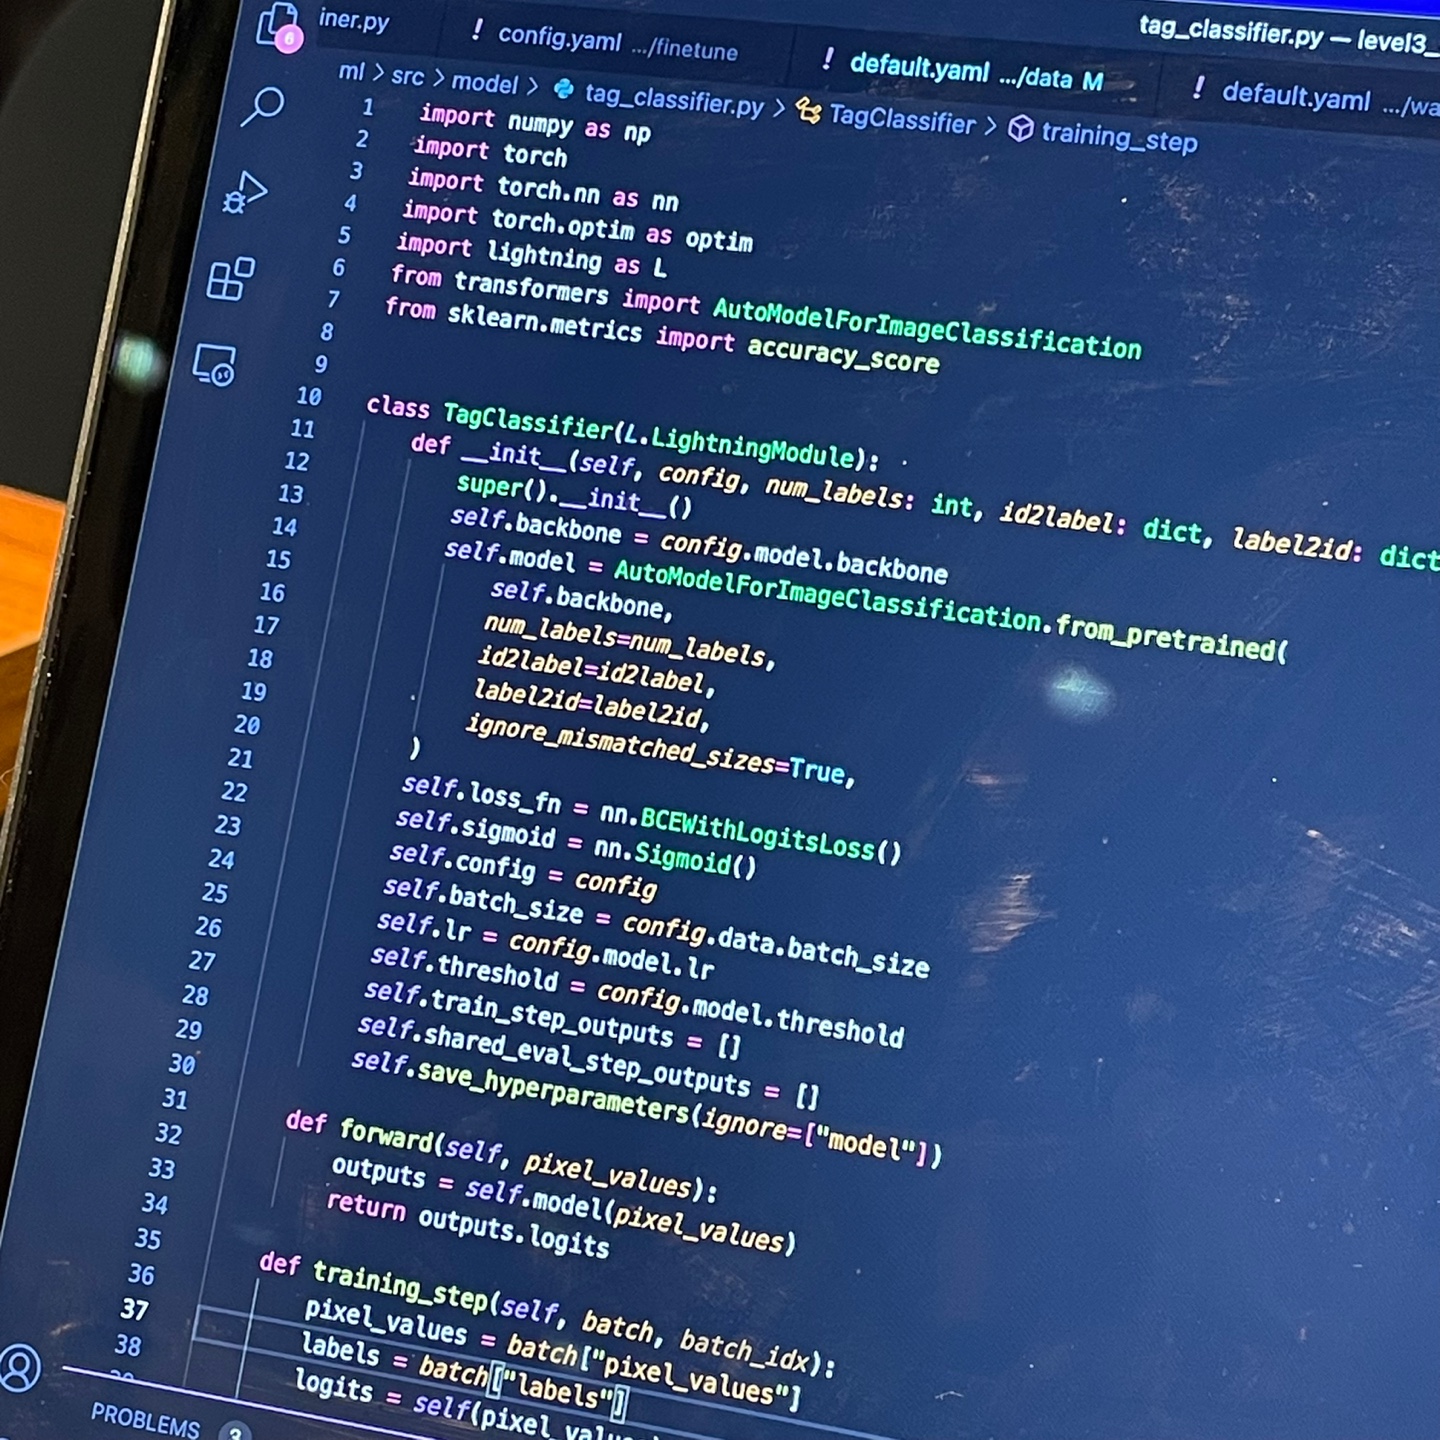 tag_classifier.py — level3_
6
iner.py
! config.yaml .../finetune
! default.yaml .../data M
! default.yaml .../wa
ml > src > model > tag_classifier.py > TagClassifier > training_step
1 import numpy as np
2 import torch
3 import torch.nn as nn
4 import torch.optim as optim
5 import lightning as L
6 from transformers import AutoModelForImageClassification
7 from sklearn.metrics import accuracy_score
8
9
10 class TagClassifier(L.LightningModule):
11 def __init__(self, config, num_labels: int, id2label: dict, label2id: dict
12 super().__init__()
13 self.backbone = config.model.backbone
14 self.model = AutoModelForImageClassification.from_pretrained(
15 self.backbone,
16 num_labels=num_labels,
17 id2label=id2label,
18 label2id=label2id,
19 ignore_mismatched_sizes=True,
20 )
21 self.loss_fn = nn.BCEWithLogitsLoss()
22 self.sigmoid = nn.Sigmoid()
23 self.config = config
24 self.batch_size = config.data.batch_size
25 self.lr = config.model.lr
26 self.threshold = config.model.threshold
27 self.train_step_outputs = []
28 self.shared_eval_step_outputs = []
29 self.save_hyperparameters(ignore=["model"])
30
31 def forward(self, pixel_values):
32 outputs = self.model(pixel_values)
33 return outputs.logits
34
35 def training_step(self, batch, batch_idx):
36 pixel_values = batch["pixel_values"]
37 labels = batch["labels"]
38 logits = self(pixel_value
PROBLEMS 3